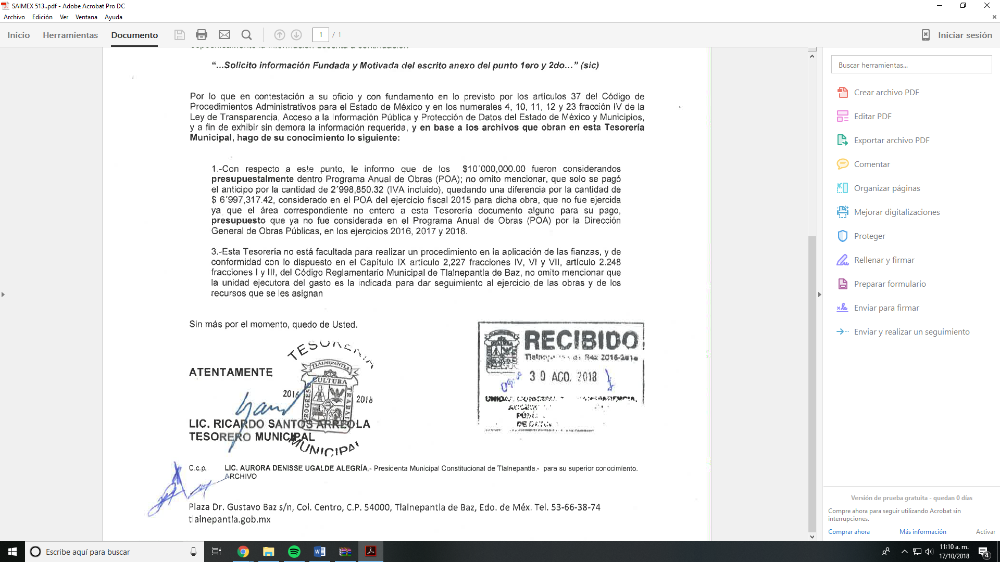 SAIMEX 513..pdf - Adobe Acrobat Pro DC
Archivo Edición Ver Ventana Ayuda
Inicio Herramientas Documento 1 / 1 Iniciar sesión
“...Solicito información Fundada y Motivada del escrito anexo del punto 1ero y 2do...” (sic)
Por lo que en contestación a su oficio y con fundamento en lo previsto por los artículos 37 del Código de
Procedimientos Administrativos para el Estado de México y en los numerales 4, 10, 11, 12 y 23 fracción IV de la
Ley de Transparencia, Acceso a la Información Pública y Protección de Datos del Estado de México y Municipios,
y a fin de exhibir sin demora la información requerida, y en base a los archivos que obran en esta Tesorería
Municipal, hago de su conocimiento lo siguiente:
1.-Con respecto a este punto, le informo que de los $10´000,000.00 fueron considerandos
presupuestalmente dentro Programa Anual de Obras (POA); no omito mencionar, que solo se pagó
el anticipo por la cantidad de 2´998,850.32 (IVA incluido), quedando una diferencia por la cantidad de
$ 6´997,317.42, considerado en el POA del ejercicio fiscal 2015 para dicha obra, que no fue ejercida
ya que el área correspondiente no entero a esta Tesorería documento alguno para su pago,
presupuesto que ya no fue considerada en el Programa Anual de Obras (POA) por la Dirección
General de Obras Públicas, en los ejercicios 2016, 2017 y 2018.
3.-Esta Tesorería no está facultada para realizar un procedimiento en la aplicación de las fianzas, y de
conformidad con lo dispuesto en el Capítulo IX artículo 2,227 fracciones IV, VI y VII, artículo 2.248
fracciones I y III, del Código Reglamentario Municipal de Tlalnepantla de Baz, no omito mencionar que
la unidad ejecutora del gasto es la indicada para dar seguimiento al ejercicio de las obras y de los
recursos que se les asignan
Sin más por el momento, quedo de Usted.
TESORERIA
TLALNEPANTLA
CULTURA
PROGRESO
TRABAJO
2016
2018
MUNICIPAL
RECIBIDO
30 AGO. 2018
ATENTAMENTE
LIC. RICARDO SANTOS ARREOLA
TESORERO MUNICIPAL
C.c.p. LIC. AURORA DENISSE UGALDE ALEGRÍA.- Presidenta Municipal Constitucional de Tlalnepantla.- para su superior conocimiento.
ARCHIVO
Plaza Dr. Gustavo Baz s/n, Col. Centro, C.P. 54000, Tlalnepantla de Baz, Edo. de Méx. Tel. 53-66-38-74
tlalnepantla.gob.mx
Buscar herramientas...
Crear archivo PDF
Editar PDF
Exportar archivo PDF
Comentar
Organizar páginas
Mejorar digitalizaciones
Proteger
Rellenar y firmar
Preparar formulario
Enviar para firmar
Enviar y realizar un seguimiento
Versión de prueba gratuita - quedan 0 días
Compre ahora para seguir utilizando Acrobat sin
interrupciones.
Comprar ahora Más información Activar
Escribe aquí para buscar
11:10 a. m.
17/10/2018
4